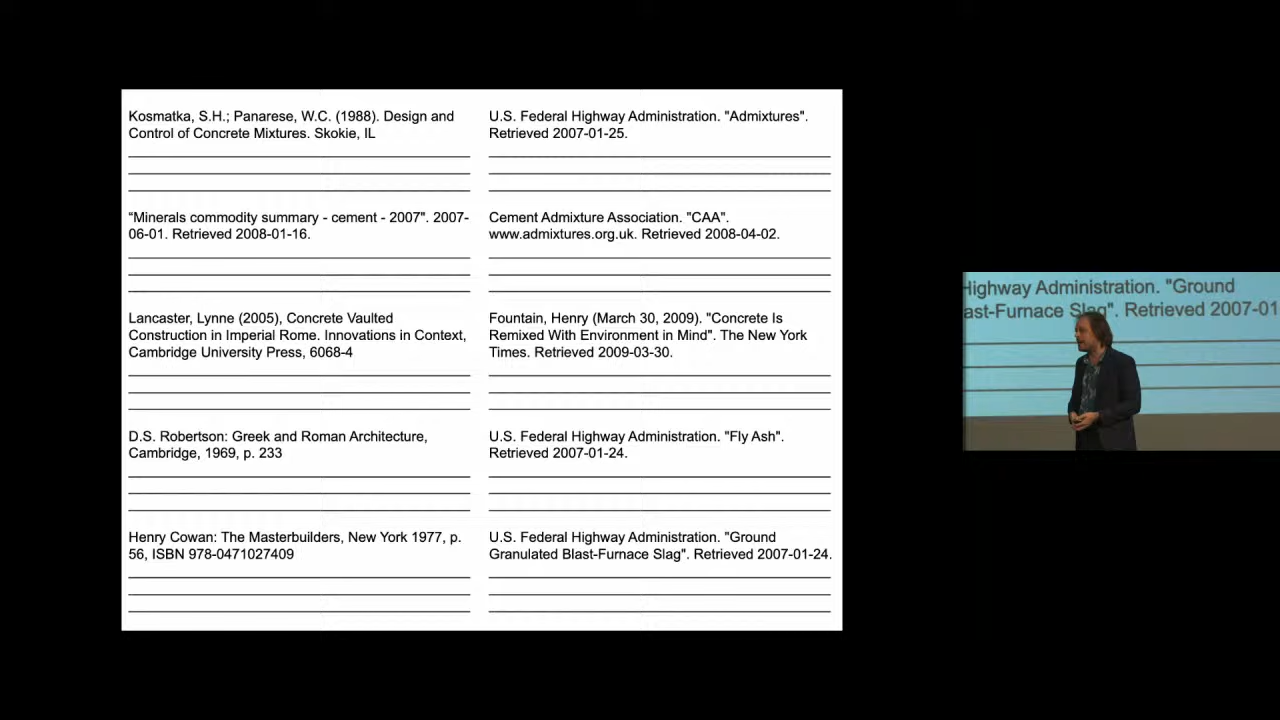 Kosmatka, S.H.; Panarese, W.C. (1988). Design and
Control of Concrete Mixtures. Skokie, IL
“Minerals commodity summary - cement - 2007". 2007-
06-01. Retrieved 2008-01-16.
Lancaster, Lynne (2005), Concrete Vaulted
Construction in Imperial Rome. Innovations in Context,
Cambridge University Press, 6068-4
D.S. Robertson: Greek and Roman Architecture,
Cambridge, 1969, p. 233
Henry Cowan: The Masterbuilders, New York 1977, p.
56, ISBN 978-0471027409
U.S. Federal Highway Administration. "Admixtures".
Retrieved 2007-01-25.
Cement Admixture Association. "CAA".
www.admixtures.org.uk. Retrieved 2008-04-02.
Fountain, Henry (March 30, 2009). "Concrete Is
Remixed With Environment in Mind". The New York
Times. Retrieved 2009-03-30.
U.S. Federal Highway Administration. "Fly Ash".
Retrieved 2007-01-24.
U.S. Federal Highway Administration. "Ground
Granulated Blast-Furnace Slag". Retrieved 2007-01-24.
Highway Administration. "Ground
ast-Furnace Slag". Retrieved 2007-01